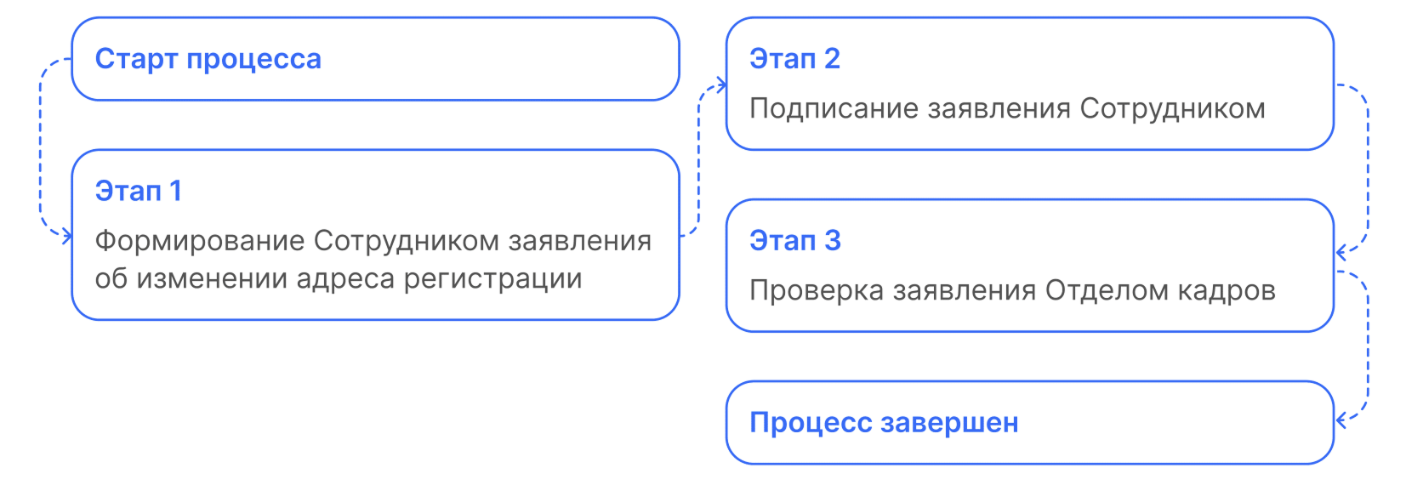 Старт процесса
Этап 1
Формирование Сотрудником заявления
об изменении адреса регистрации
Этап 2
Подписание заявления Сотрудником
Этап 3
Проверка заявления Отделом кадров
Процесс завершен